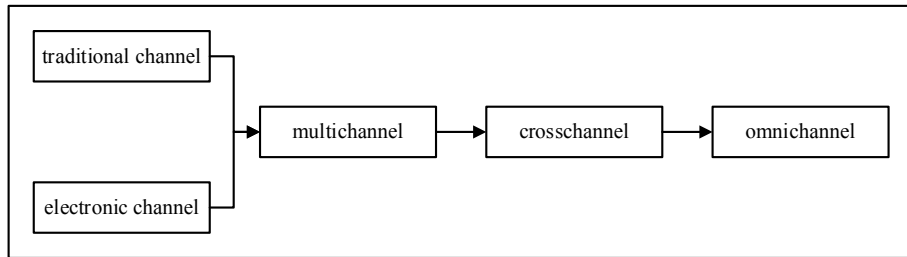 traditional channel
electronic channel
multichannel
crosschannel
omnichannel